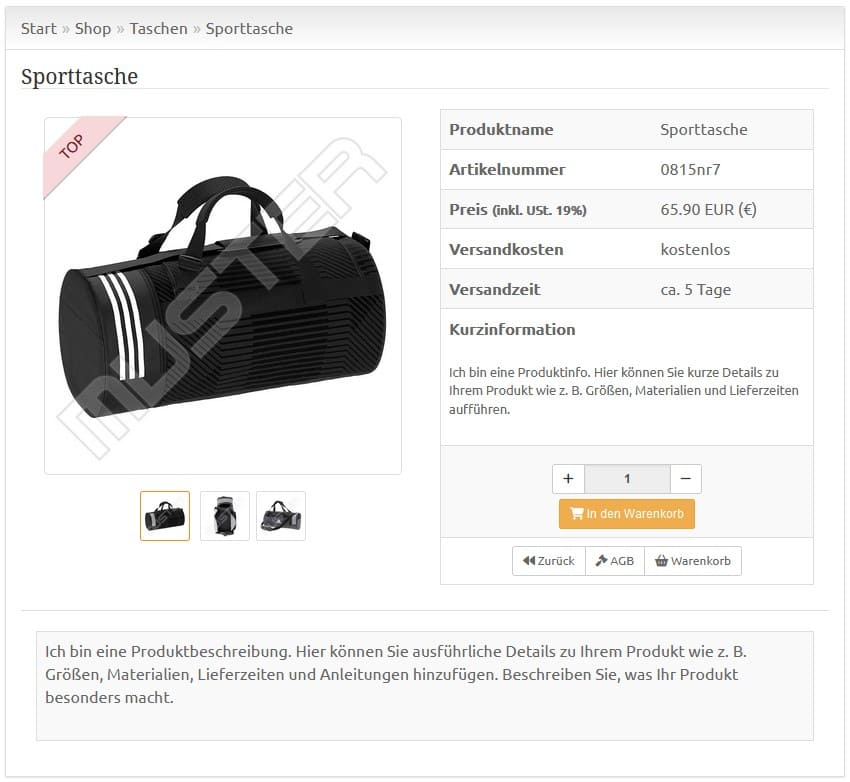 Start » Shop » Taschen » Sporttasche
Sporttasche
TOP
MUSTER
Produktname Sporttasche
Artikelnummer 0815nr7
Preis (inkl. USt. 19%) 65.90 EUR (€)
Versandkosten kostenlos
Versandzeit ca. 5 Tage
Kurzinformation
Ich bin eine Produktinfo. Hier können Sie kurze Details zu
Ihrem Produkt wie z. B. Größen, Materialien und Lieferzeiten
aufführen.
+ 1 −
In den Warenkorb
Zurück AGB Warenkorb
Ich bin eine Produktbeschreibung. Hier können Sie ausführliche Details zu Ihrem Produkt wie z. B.
Größen, Materialien, Lieferzeiten und Anleitungen hinzufügen. Beschreiben Sie, was Ihr Produkt
besonders macht.